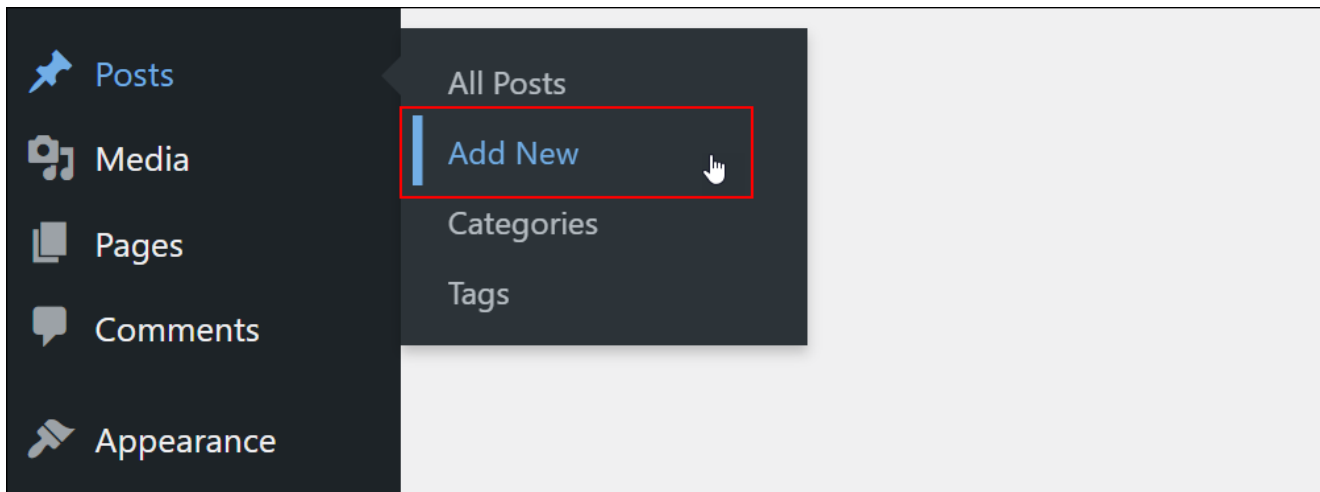 Posts
Media
Pages
Comments
Appearance
All Posts
Add New
Categories
Tags